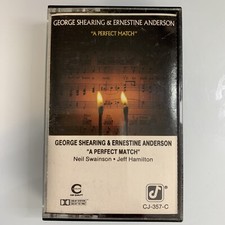 GEORGE SHEARING & ERNESTINE ANDERSON
"A PERFECT MATCH"
GEORGE SHEARING & ERNESTINE ANDERSON
"A PERFECT MATCH"
Neil Swainson • Jeff Hamilton
CJ-357-C